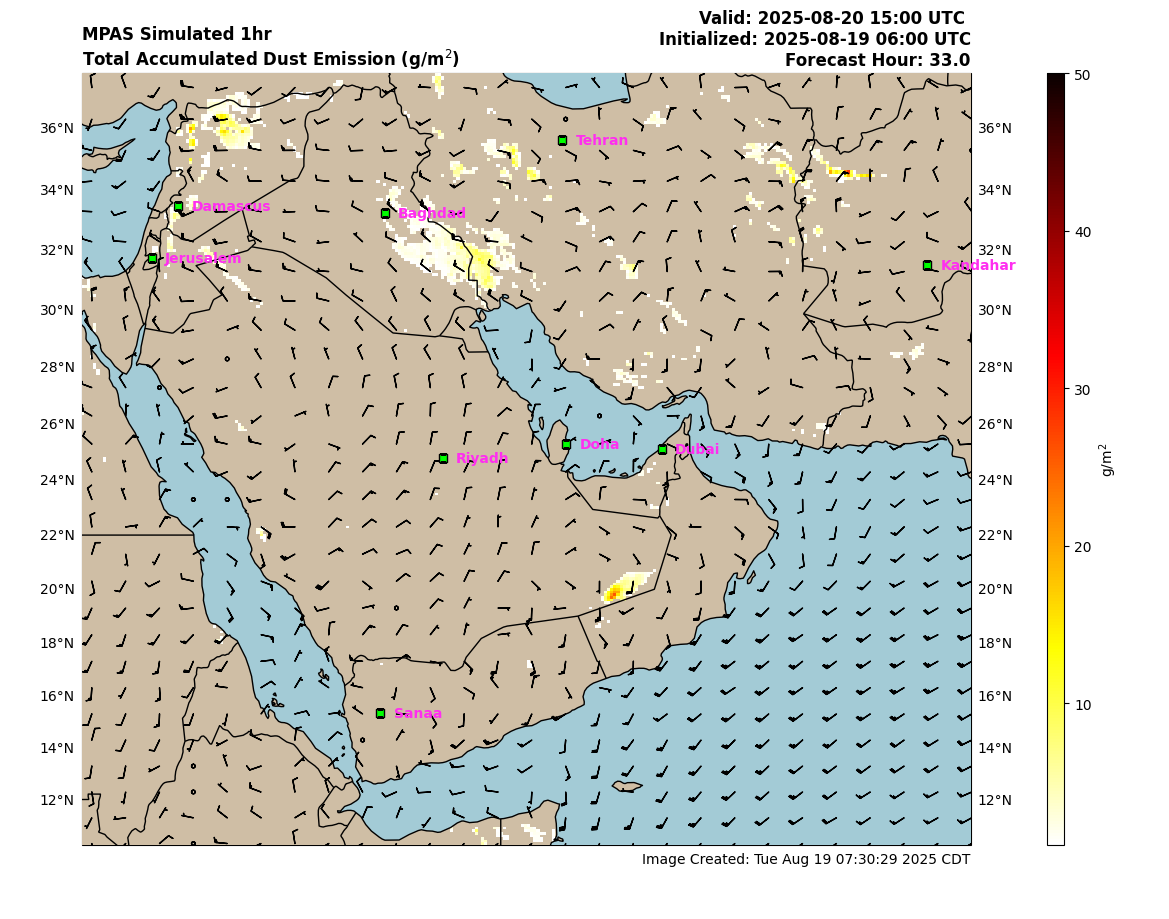 MPAS Simulated 1hr
Total Accumulated Dust Emission (g/m²)
Valid: 2025-08-20 15:00 UTC
Initialized: 2025-08-19 06:00 UTC
Forecast Hour: 33.0
36°N
34°N
32°N
30°N
28°N
26°N
24°N
22°N
20°N
18°N
16°N
14°N
12°N
Tehran
Damascus
Baghdad
Jerusalem
Kandahar
Doha
Dubai
Riyadh
Sanaa
36°N
34°N
32°N
30°N
28°N
26°N
24°N
22°N
20°N
18°N
16°N
14°N
12°N
50
40
30
20
10
g/m²
Image Created: Tue Aug 19 07:30:29 2025 CDT